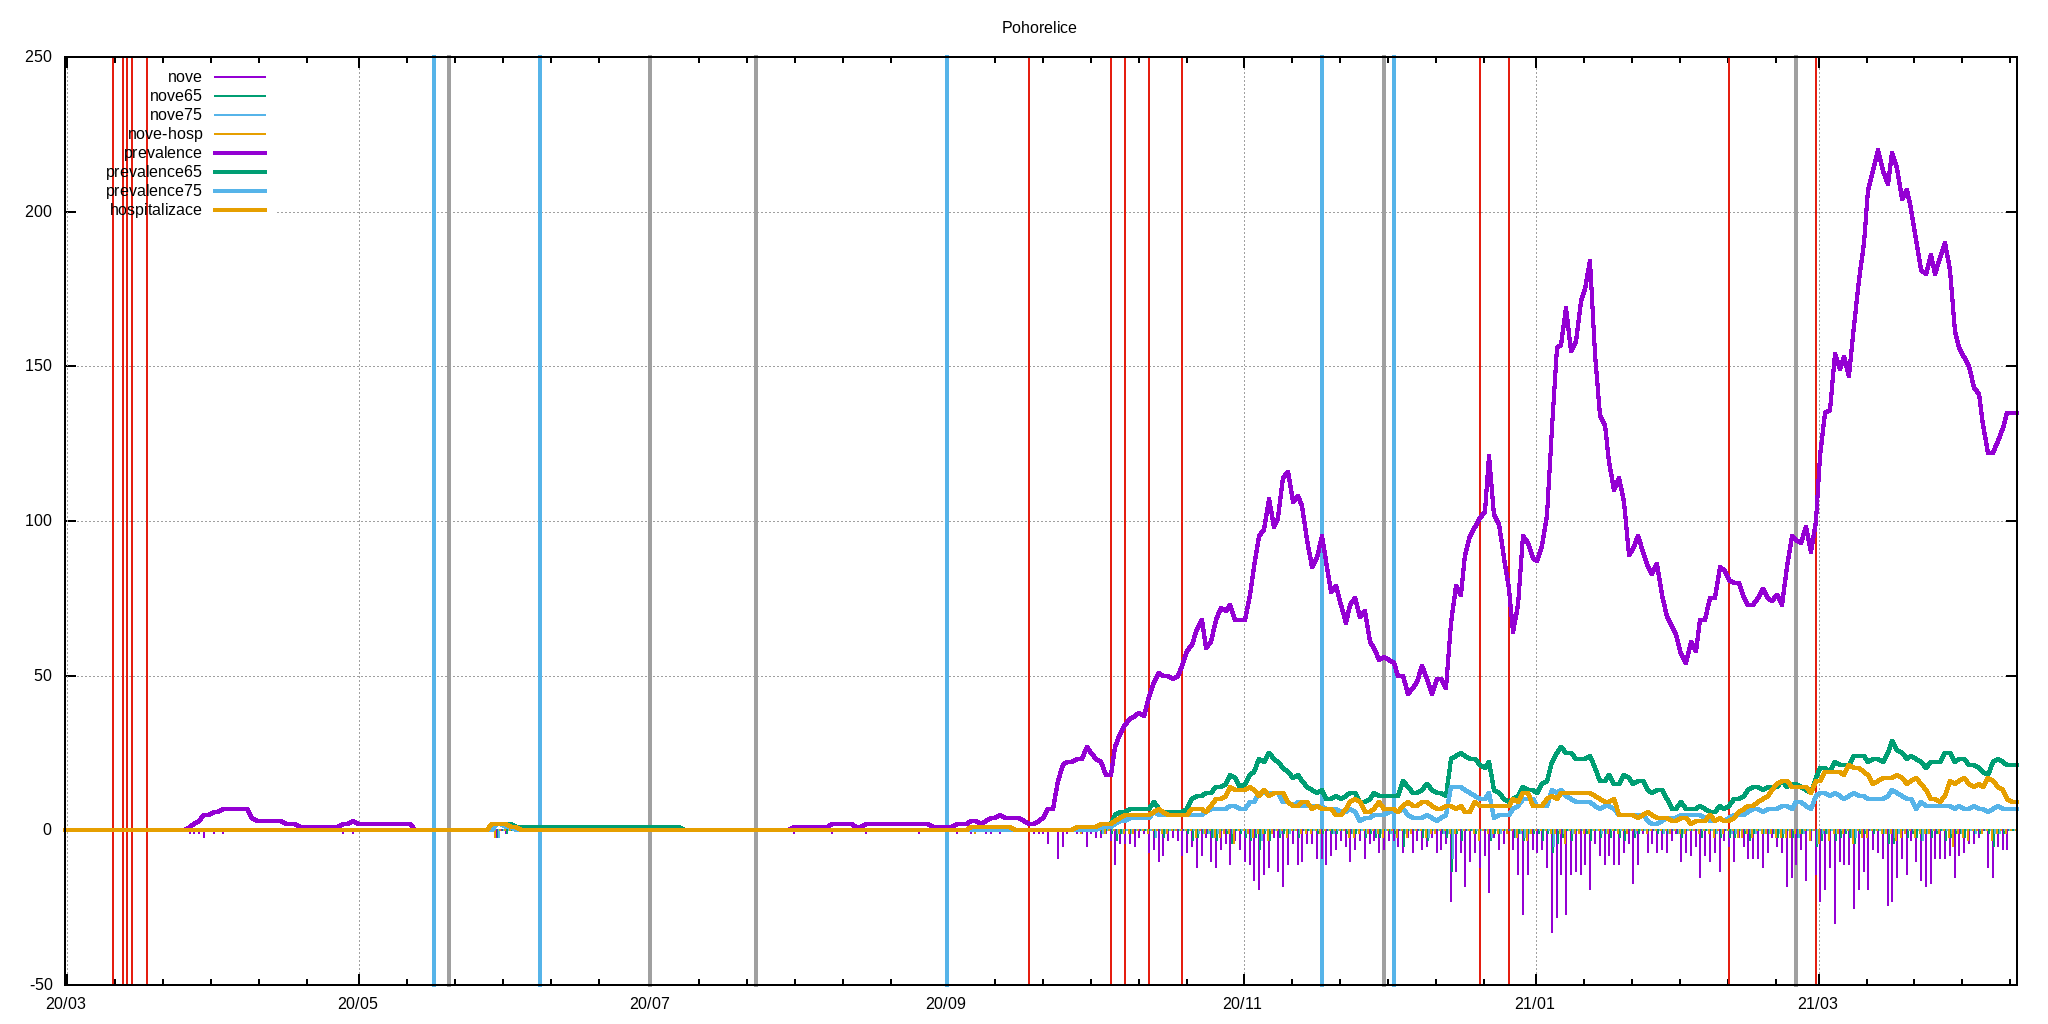 Pohorelice
250
nove
nove65
nove75
nove-hosp
prevalence
prevalence65
prevalence75
hospitalizace
200
150
100
50
0
-50
20/03 20/05 20/07 20/09 20/11 21/01 21/03